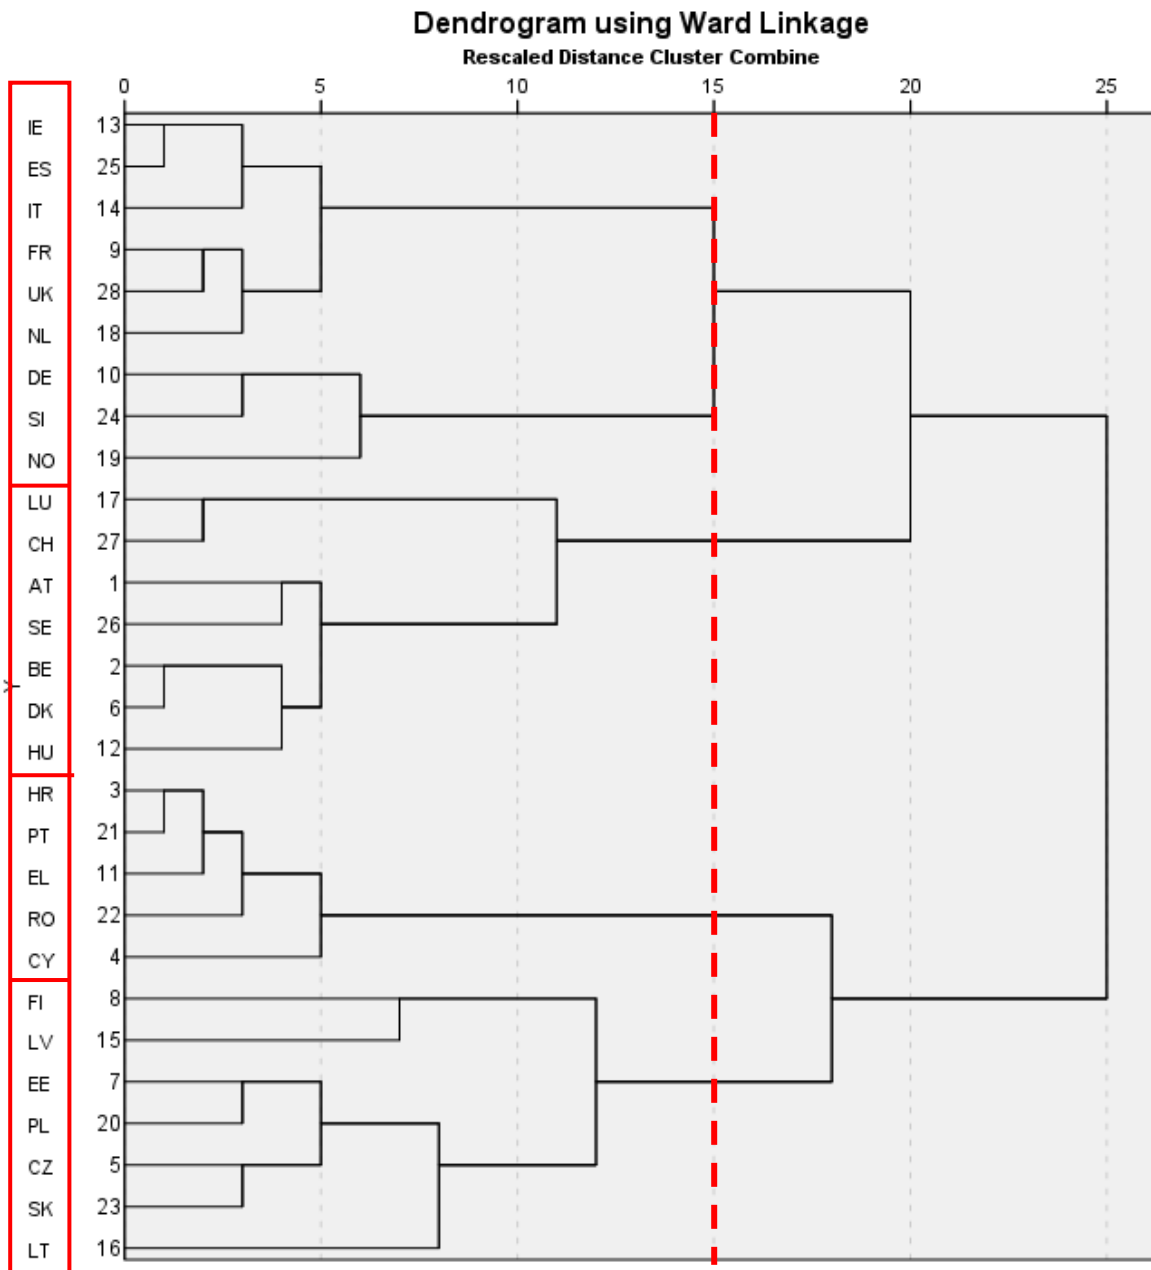 Dendrogram using Ward Linkage
Rescaled Distance Cluster Combine
0 5 10 15 20 25
IE 13
ES 25
IT 14
FR 9
UK 28
NL 18
DE 10
SI 24
NO 19
LU 17
CH 27
AT 1
SE 26
BE 2
Y
DK 6
HU 12
HR 3
PT 21
EL 11
RO 22
CY 4
FI 8
LV 15
EE 7
PL 20
CZ 5
SK 23
LT 16